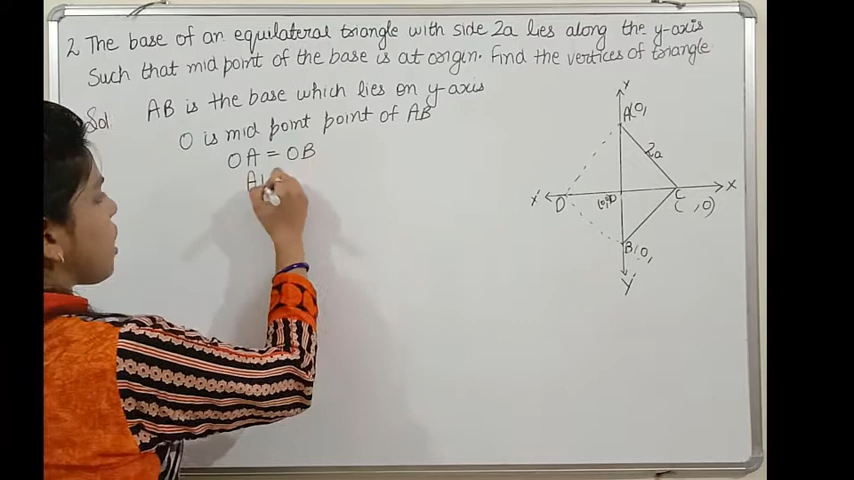 2. The base of an equilateral triangle with side 2a lies along the y-axis
Such that mid point of the base is at origin. Find the vertices of triangle
Sol AB is the base which lies on y-axis
O is mid point point of AB
OA = OB
A
Y
A(0,
2a
X' X
D
C
( ,0)
B(0,
Y'